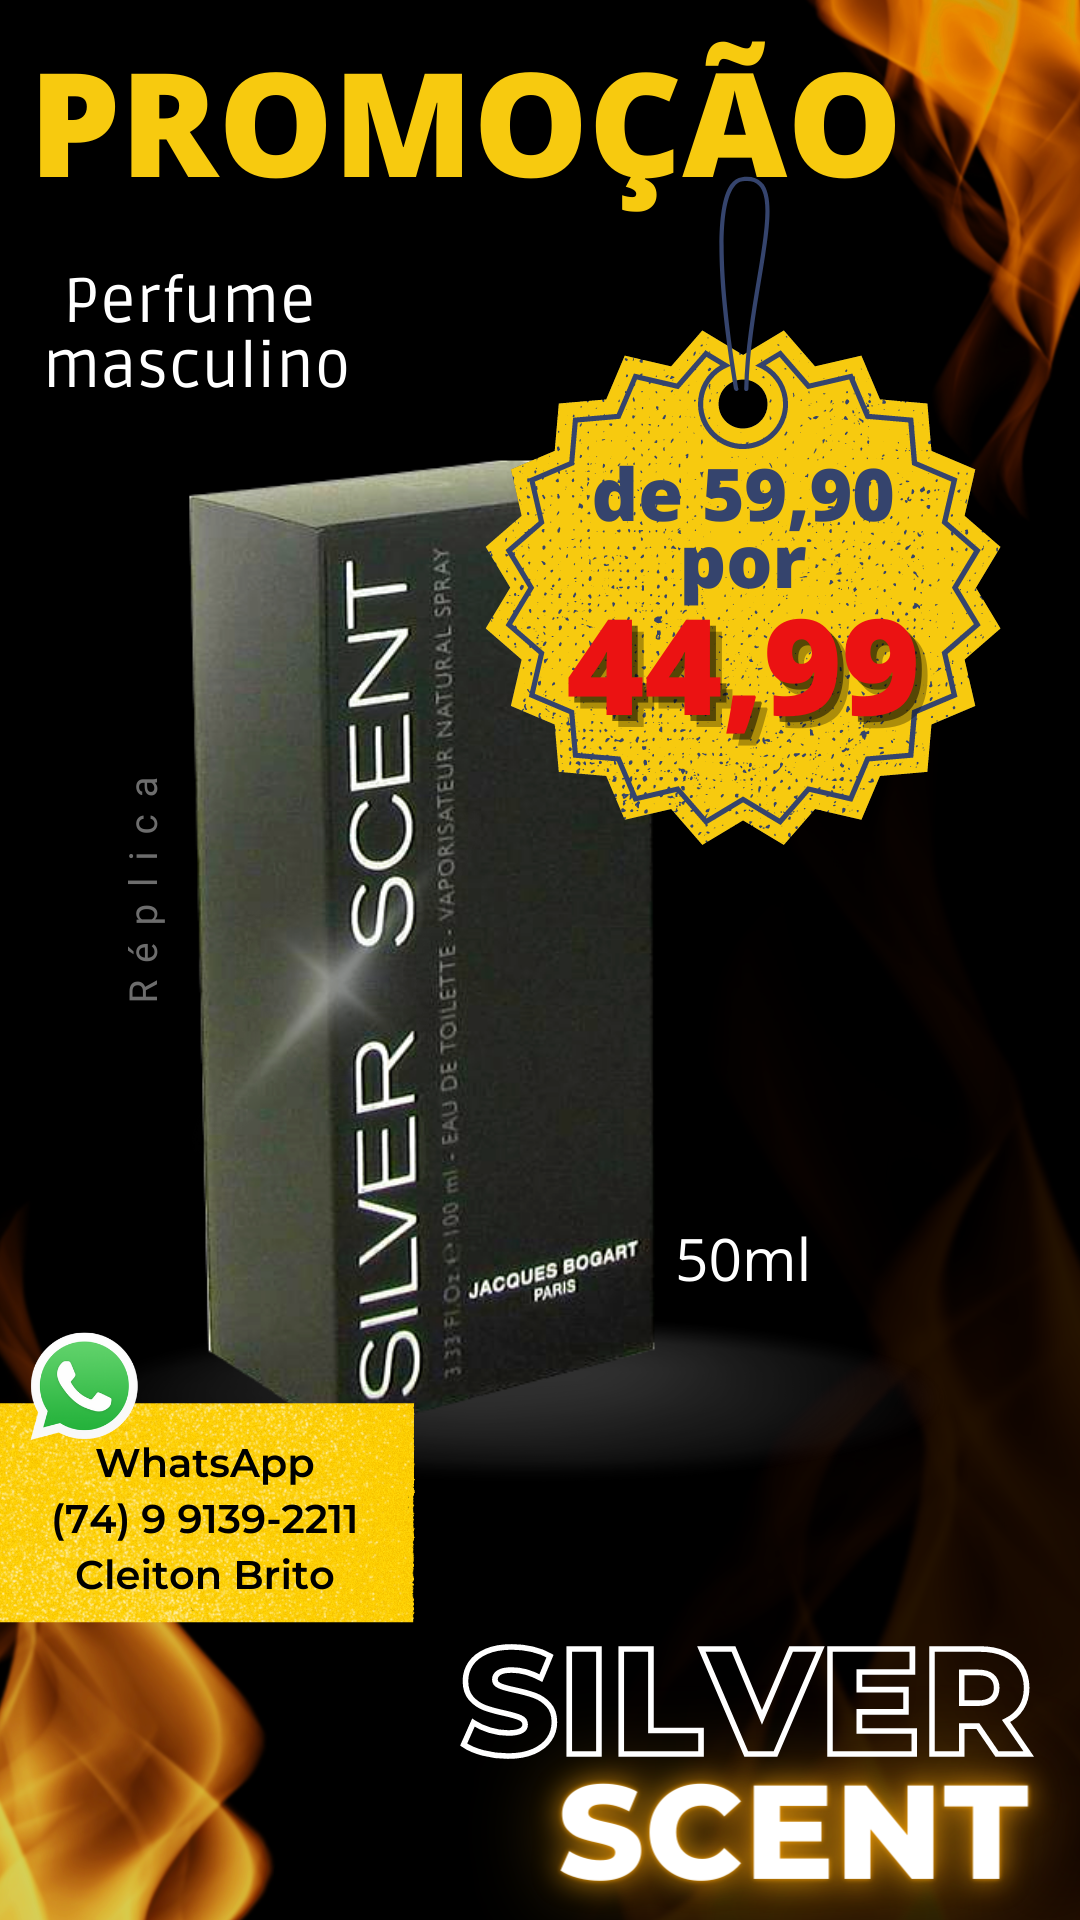 PROMOÇÃO
Perfume
masculino
de 59,90
por
44,99
Réplica
SILVER SCENT
3.33 Fl.Oz. ℮ 100 ml - EAU DE TOILETTE - VAPORISATEUR NATURAL SPRAY
JACQUES BOGART
PARIS
50ml
WhatsApp
(74) 9 9139-2211
Cleiton Brito
SILVER
SCENT